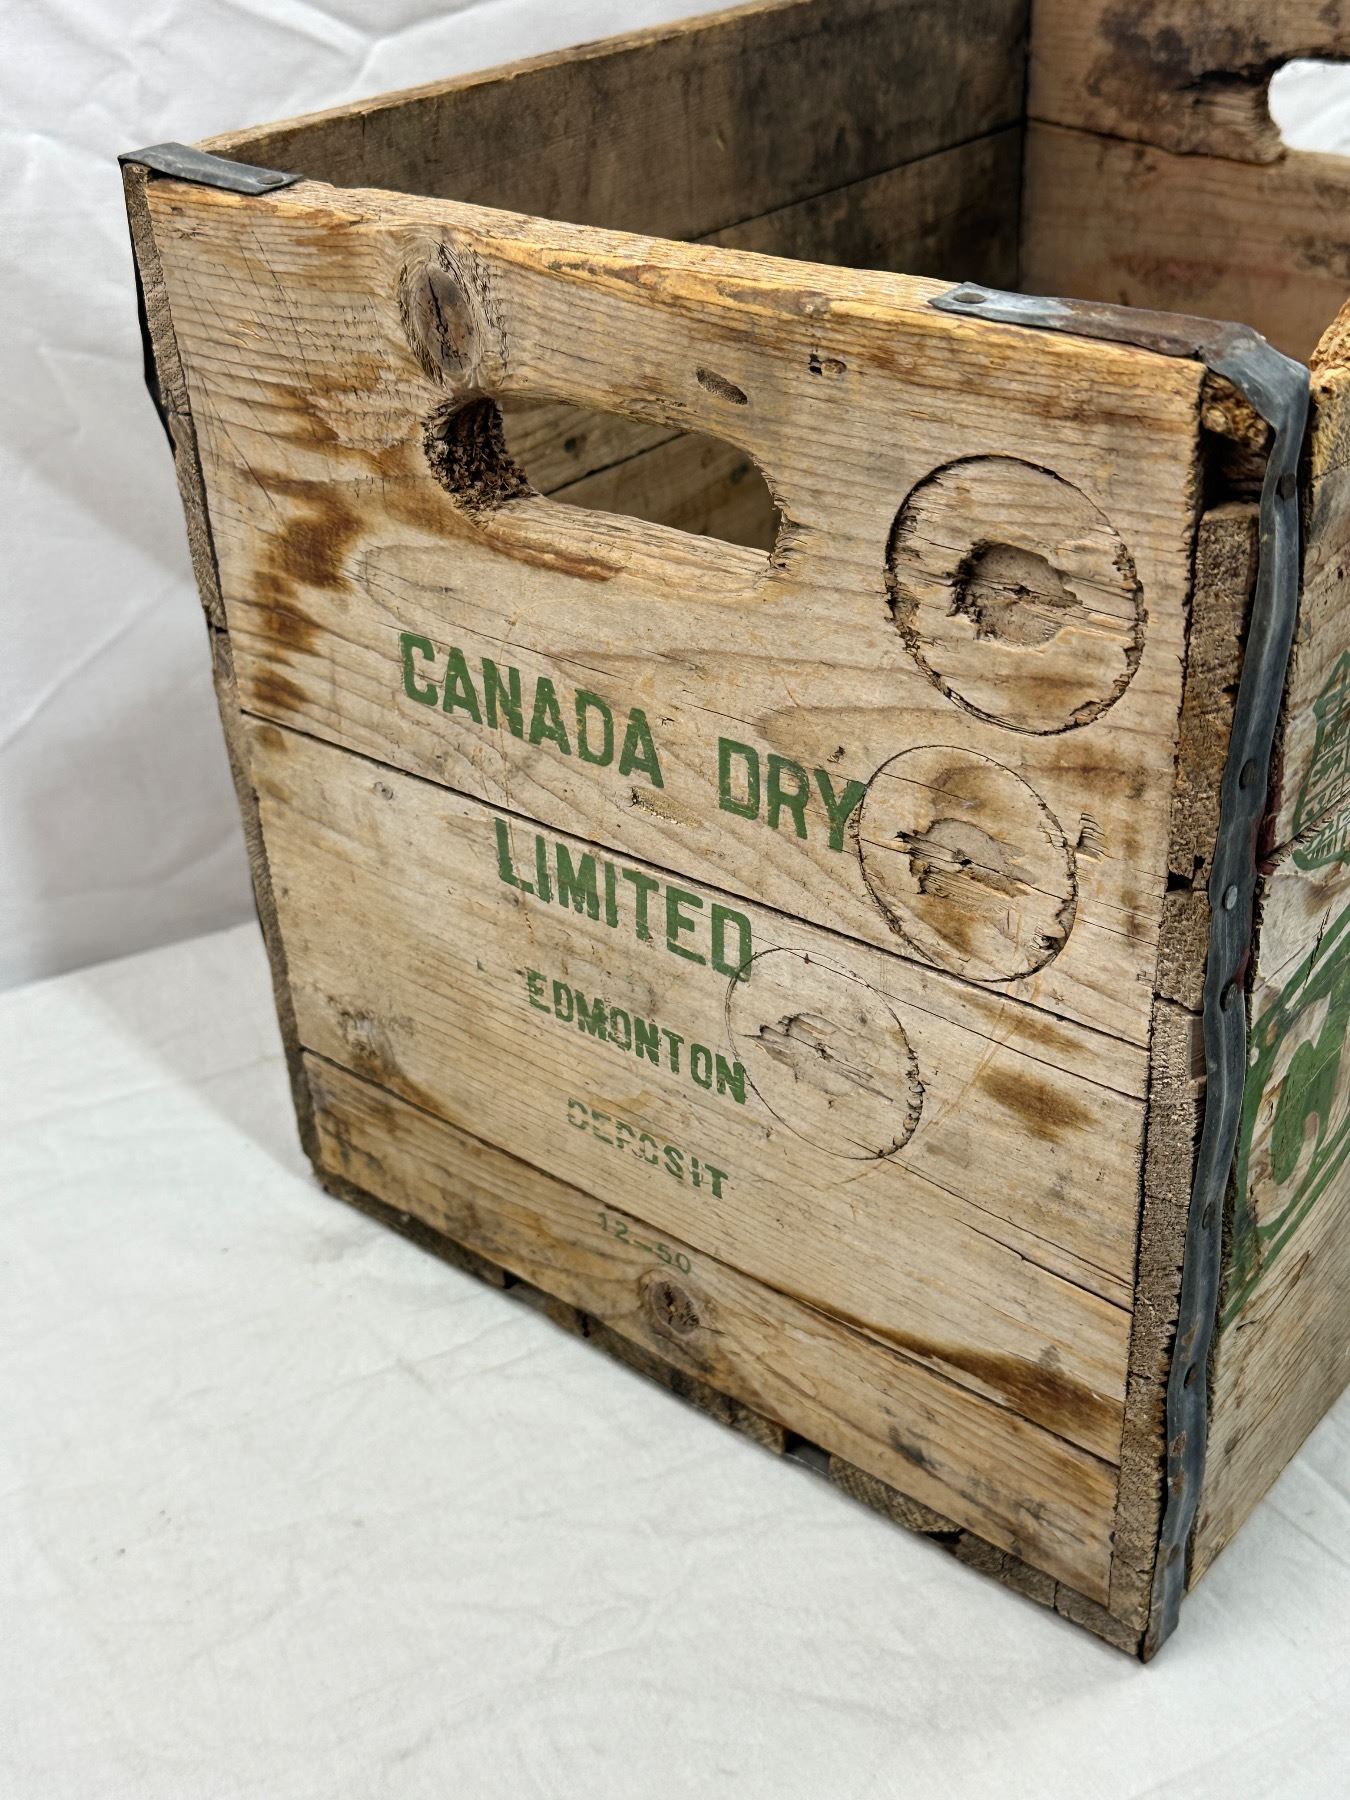 CANADA DRY
LIMITED
EDMONTON
DEPOSIT
12-50